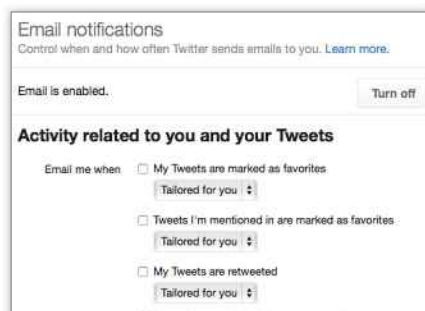 Email notifications
Control when and how often Twitter sends emails to you. Learn more.
Email is enabled.
Turn off
Activity related to you and your Tweets
Email me when
My Tweets are marked as favorites
Tailored for you
Tweets I'm mentioned in are marked as favorites
Tailored for you
My Tweets are retweeted
Tailored for you